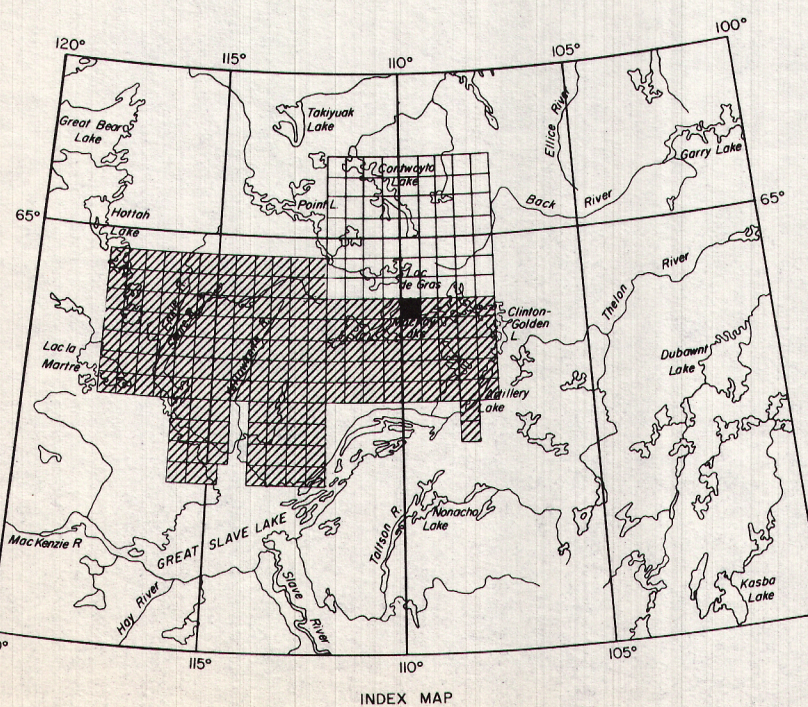 120°
115°
110°
105°
100°
Great Bear
Lake
Takiyuak
Lake
Ellice River
Garry Lake
Contwoyto
Lake
Point L.
Back River
65°
65°
Hottah
Lake
Lac
de Gras
Thelon River
Clinton-
Golden
L.
MacKay
Lake
Lac la
Martre
Dubawnt
Lake
Artillery
Lake
GREAT SLAVE LAKE
Taltson R.
Nonacho
Lake
MacKenzie R
Hay River
Slave River
Kasba
Lake
115°
110°
105°
INDEX MAP